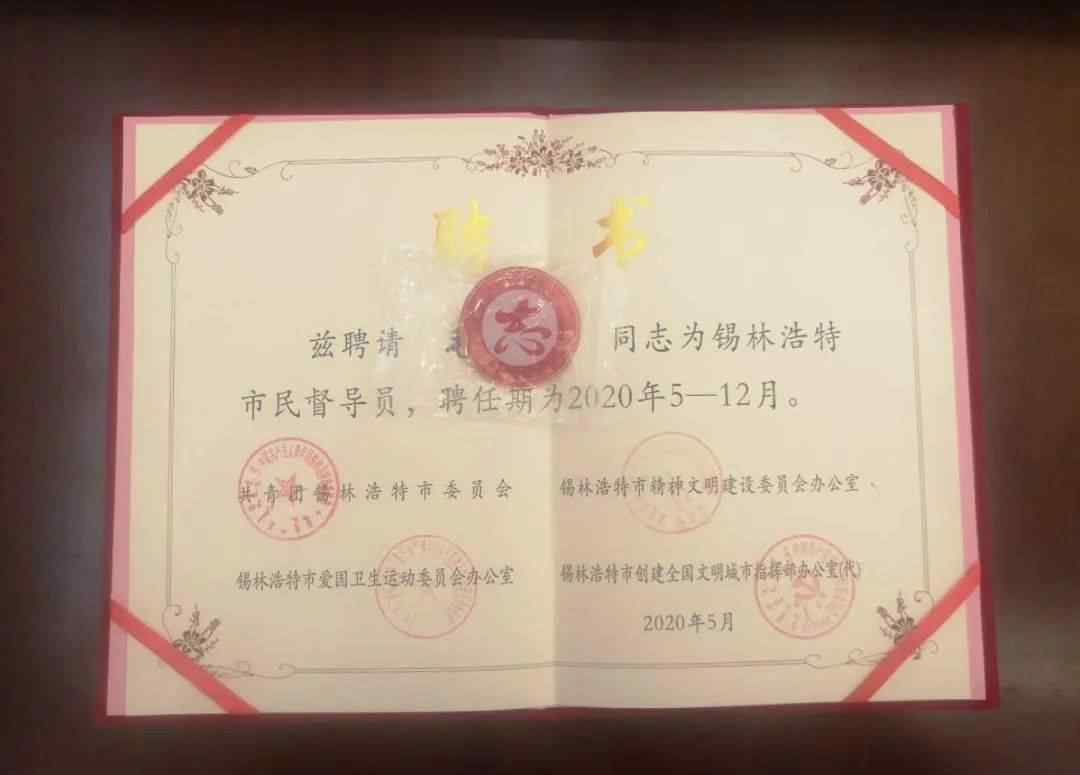 聘书
志
兹聘请 毛 同志为锡林浩特
市民督导员，聘任期为2020年5—12月。
共青团锡林浩特市委员会
锡林浩特市精神文明建设委员会办公室
锡林浩特市爱国卫生运动委员会办公室
锡林浩特市创建全国文明城市指挥部办公室(代)
2020年5月